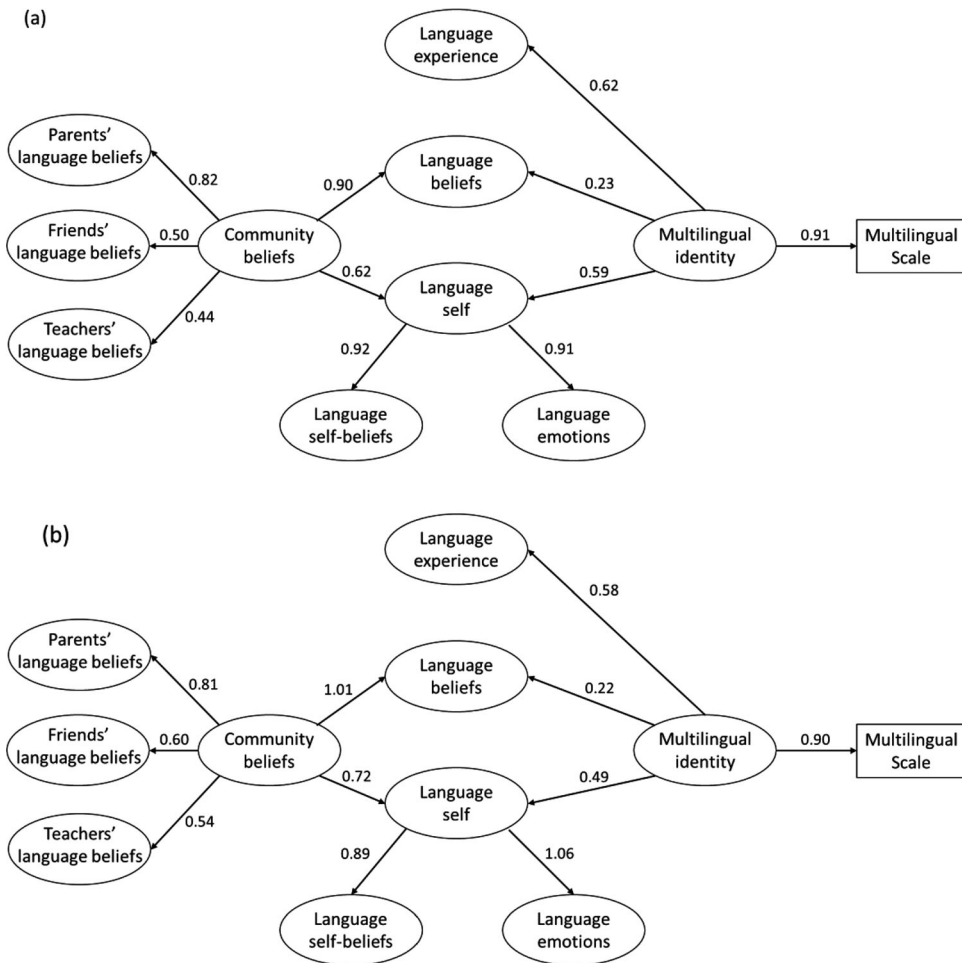 (a)
Language
experience
0.62
Parents'
language beliefs
0.82
0.90
Language
beliefs
0.23
Friends'
language beliefs
0.50
Community
beliefs
Multilingual
identity
0.91
Multilingual
Scale
0.62
Language
self
0.59
Teachers'
language beliefs
0.44
0.92
0.91
Language
self-beliefs
Language
emotions
(b)
Language
experience
0.58
Parents'
language beliefs
0.81
1.01
Language
beliefs
0.22
Friends'
language beliefs
0.60
Community
beliefs
Multilingual
identity
0.90
Multilingual
Scale
0.72
Language
self
0.49
Teachers'
language beliefs
0.54
0.89
1.06
Language
self-beliefs
Language
emotions